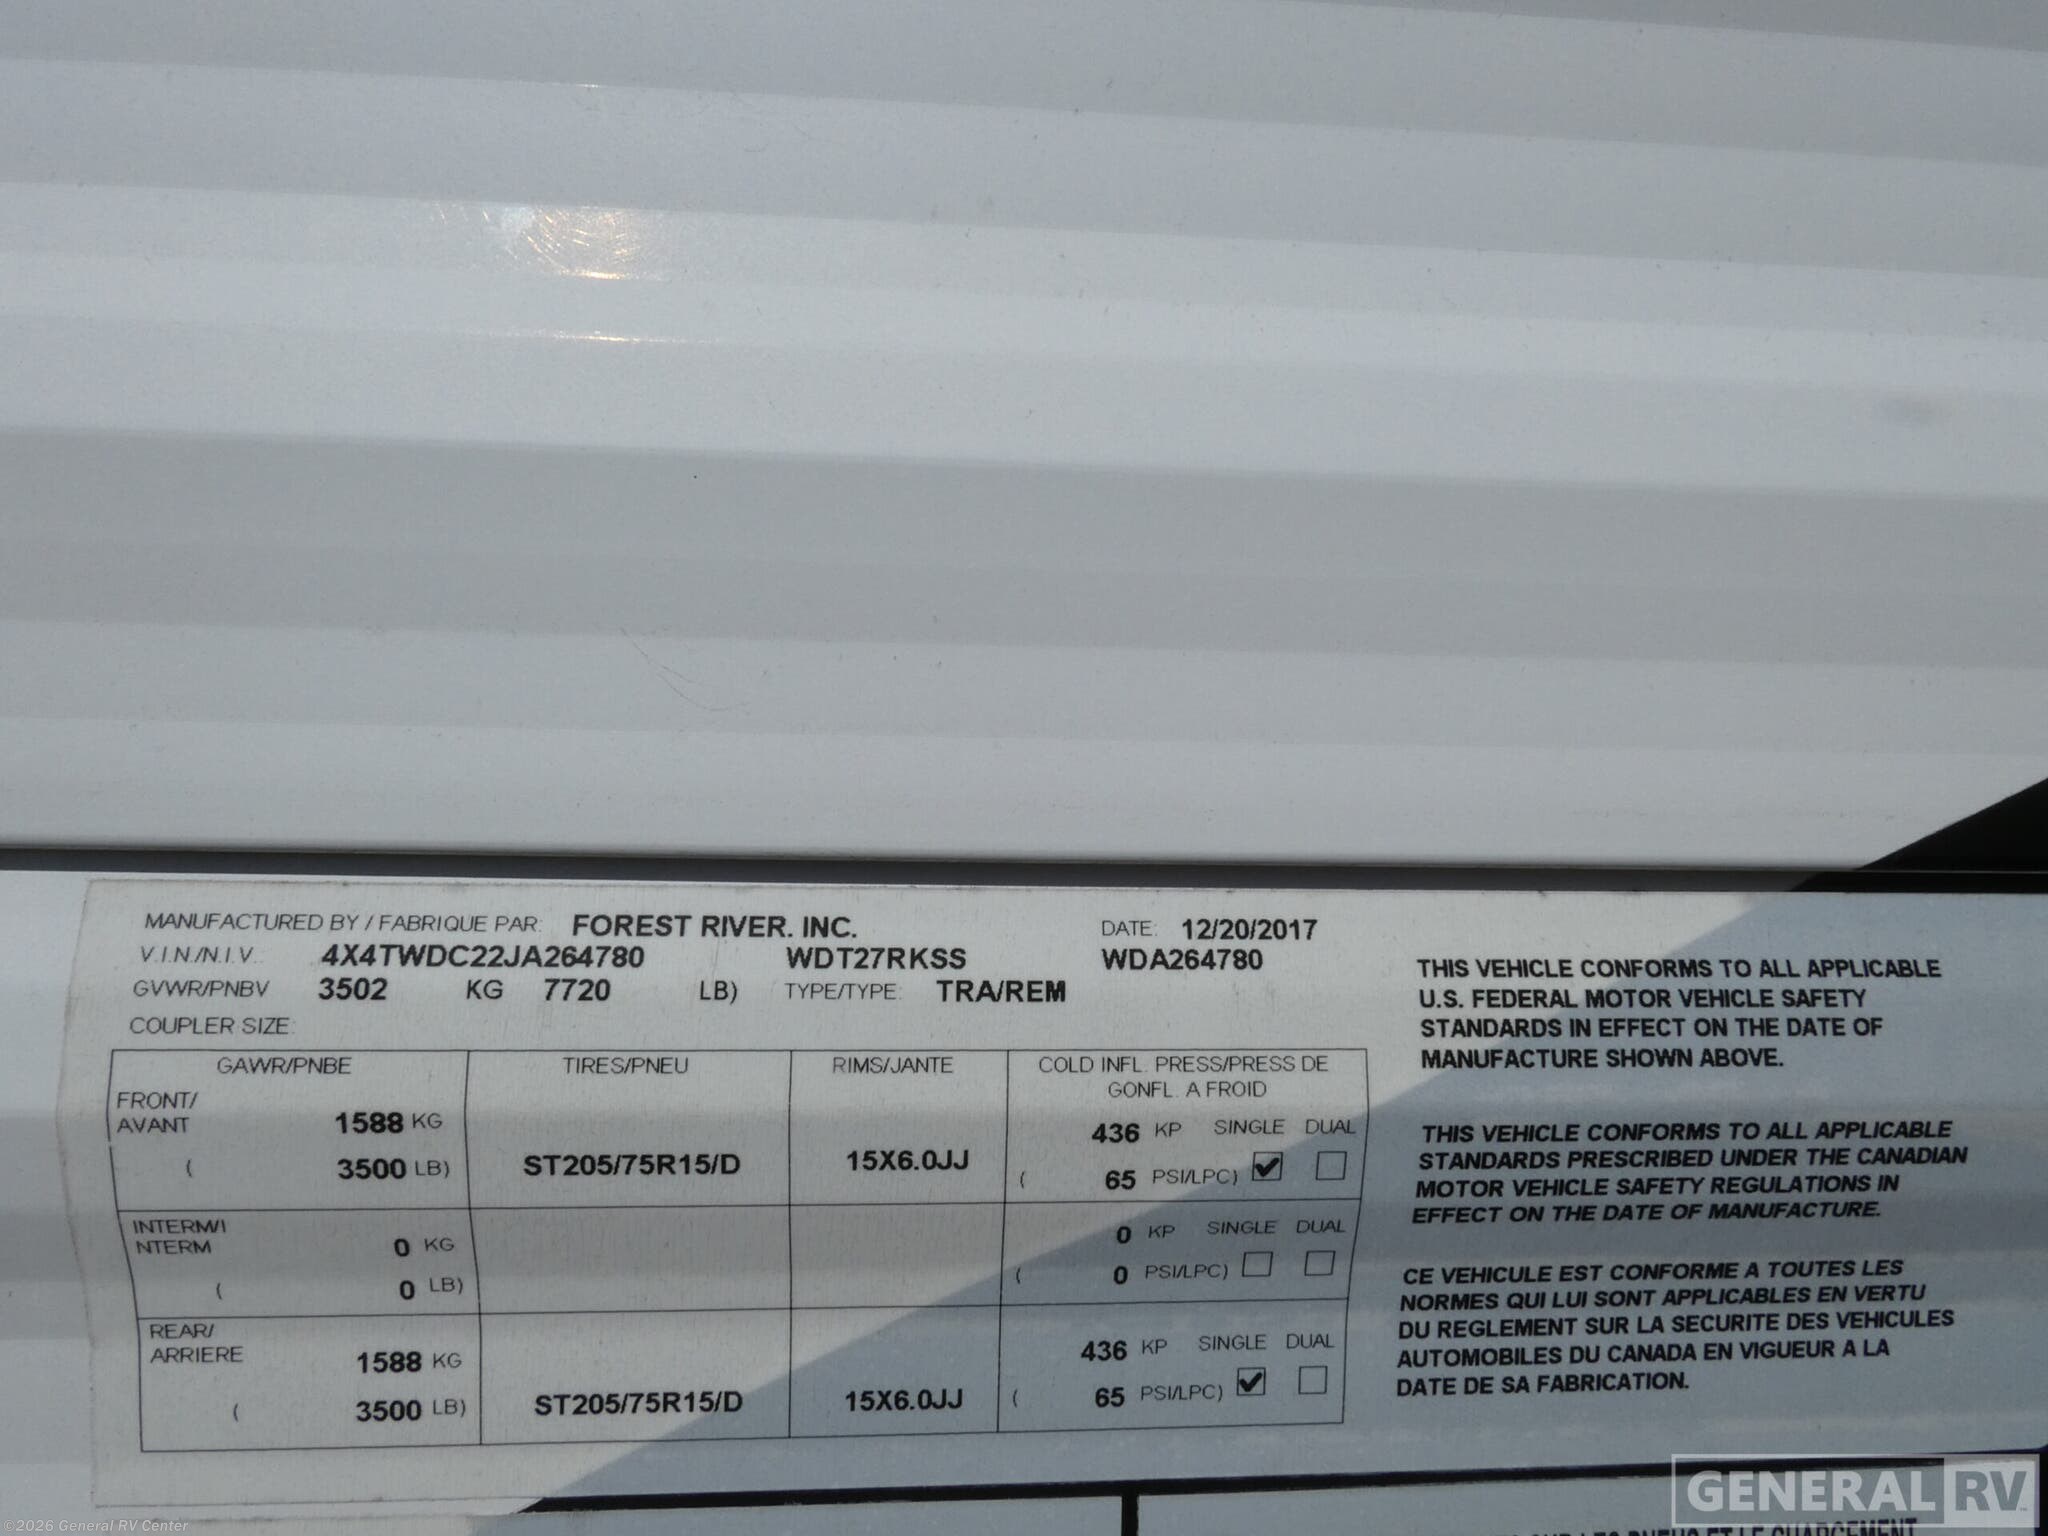 MANUFACTURED BY / FABRIQUE PAR: FOREST RIVER. INC. DATE: 12/20/2017
V.I.N./N.I.V. 4X4TWDC22JA264780 WDT27RKSS WDA264780
GVWR/PNBV 3502 KG 7720 LB) TYPE/TYPE: TRA/REM
COUPLER SIZE:
GAWR/PNBE TIRES/PNEU RIMS/JANTE COLD INFL. PRESS/PRESS DE
GONFL. A FROID
FRONT/
AVANT 1588 KG 436 KP SINGLE DUAL
( 3500 LB) ST205/75R15/D 15X6.0JJ ( 65 PSI/LPC)
INTERM/I
NTERM 0 KG 0 KP SINGLE DUAL
( 0 LB) ( 0 PSI/LPC)
REAR/
ARRIERE 1588 KG 436 KP SINGLE DUAL
( 3500 LB) ST205/75R15/D 15X6.0JJ ( 65 PSI/LPC)
THIS VEHICLE CONFORMS TO ALL APPLICABLE
U.S. FEDERAL MOTOR VEHICLE SAFETY
STANDARDS IN EFFECT ON THE DATE OF
MANUFACTURE SHOWN ABOVE.
THIS VEHICLE CONFORMS TO ALL APPLICABLE
STANDARDS PRESCRIBED UNDER THE CANADIAN
MOTOR VEHICLE SAFETY REGULATIONS IN
EFFECT ON THE DATE OF MANUFACTURE.
CE VEHICULE EST CONFORME A TOUTES LES
NORMES QUI LUI SONT APPLICABLES EN VERTU
DU REGLEMENT SUR LA SECURITE DES VEHICULES
AUTOMOBILES DU CANADA EN VIGUEUR A LA
DATE DE SA FABRICATION.
GENERAL RV
©2026 General RV Center